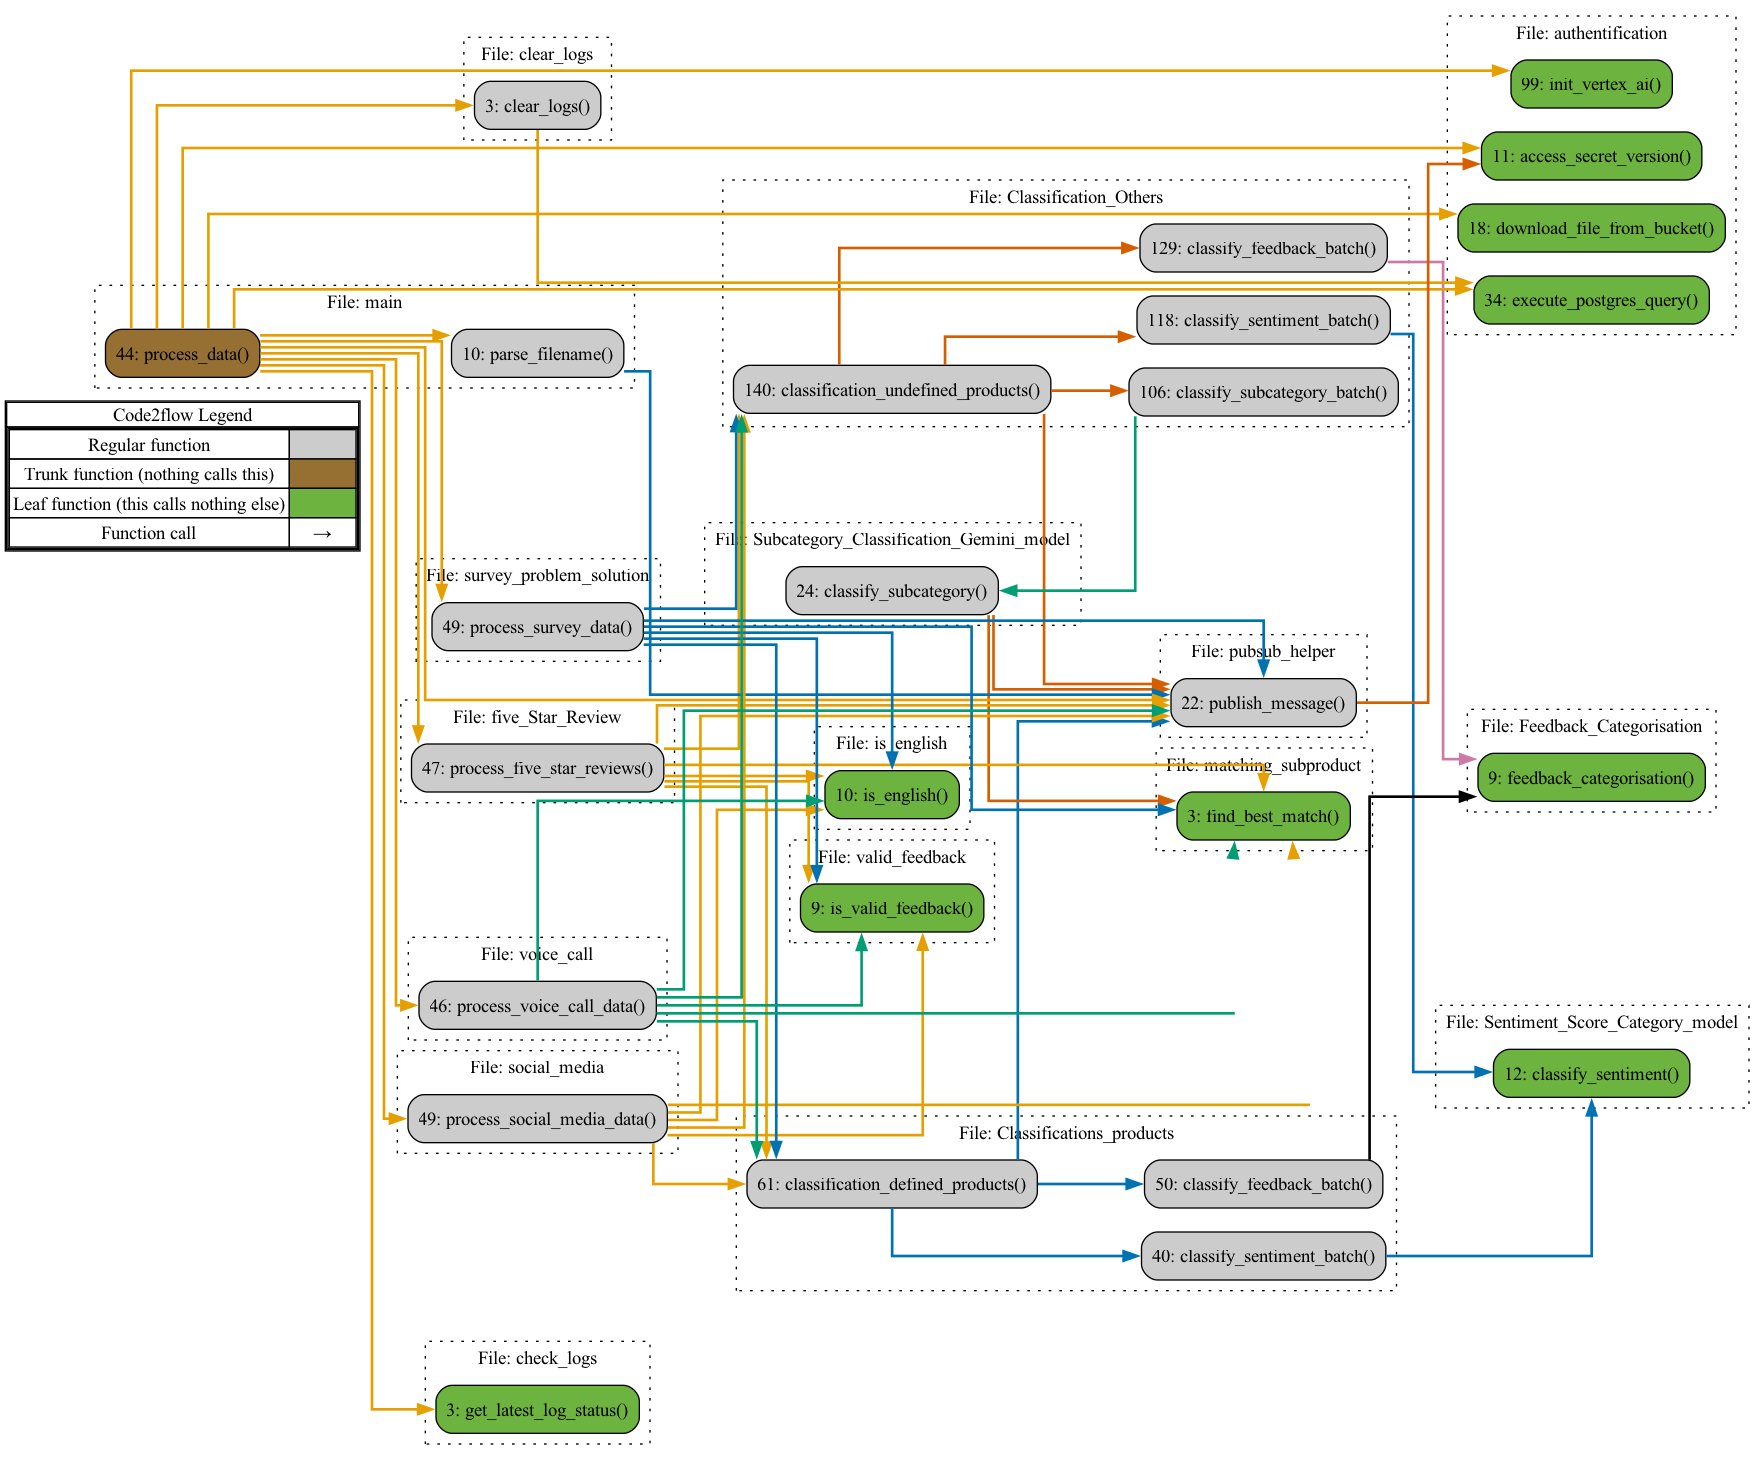 File: clear_logs
3: clear_logs()
File: authentification
99: init_vertex_ai()
11: access_secret_version()
18: download_file_from_bucket()
34: execute_postgres_query()
File: Classification_Others
129: classify_feedback_batch()
118: classify_sentiment_batch()
140: classification_undefined_products()
106: classify_subcategory_batch()
File: main
44: process_data()
10: parse_filename()
Code2flow Legend
Regular function
Trunk function (nothing calls this)
Leaf function (this calls nothing else)
Function call →
File: survey_problem_solution
49: process_survey_data()
File: Subcategory_Classification_Gemini_model
24: classify_subcategory()
File: pubsub_helper
22: publish_message()
File: five_Star_Review
47: process_five_star_reviews()
File: is_english
10: is_english()
File: matching_subproduct
3: find_best_match()
File: Feedback_Categorisation
9: feedback_categorisation()
File: valid_feedback
9: is_valid_feedback()
File: voice_call
46: process_voice_call_data()
File: Sentiment_Score_Category_model
12: classify_sentiment()
File: social_media
49: process_social_media_data()
File: Classifications_products
61: classification_defined_products()
50: classify_feedback_batch()
40: classify_sentiment_batch()
File: check_logs
3: get_latest_log_status()